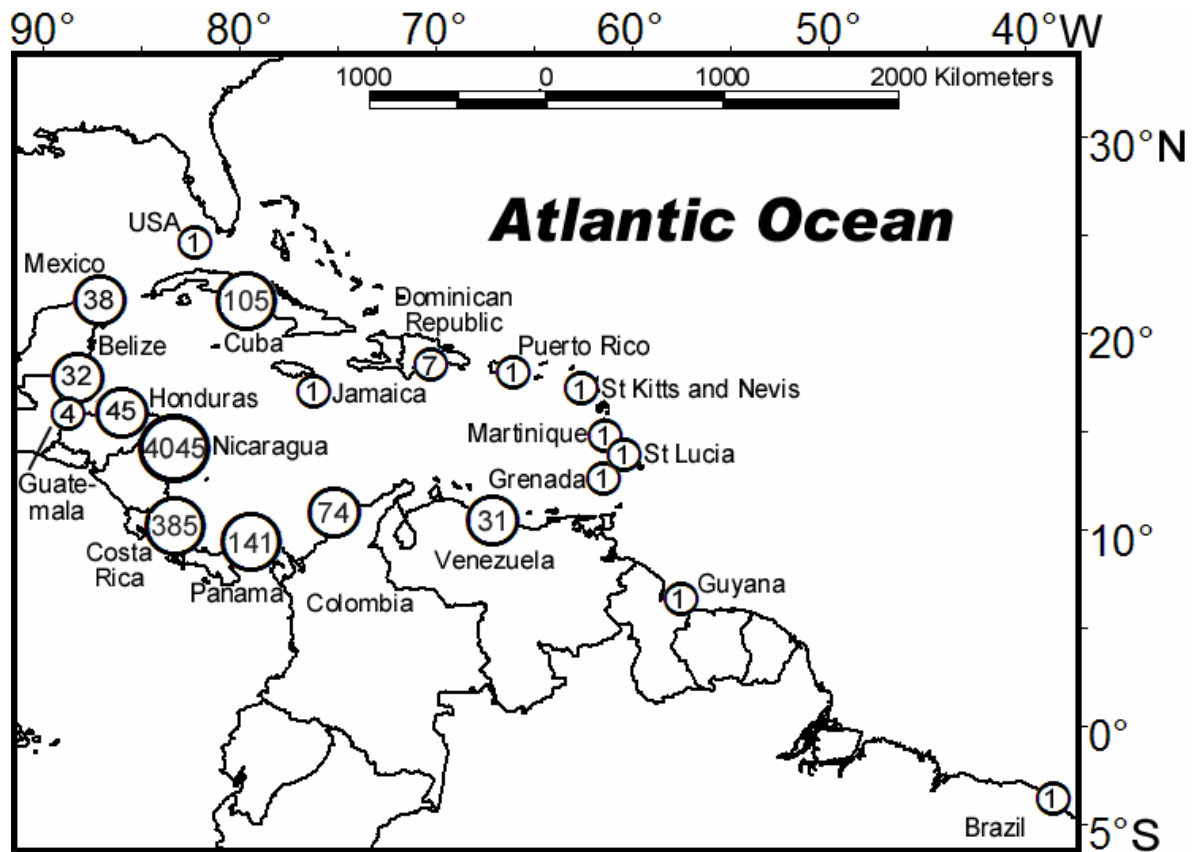 90° 80° 70° 60° 50° 40°W
1000 0 1000 2000 Kilometers
30°N
Atlantic Ocean
USA
1
Mexico
38
105
Cuba
Dominican
Republic
7
20°
Belize
32
Puerto Rico
1
1
Jamaica
1
St Kitts and Nevis
4
45
Honduras
4045
Nicaragua
Martinique
1
1
St Lucia
Grenada
1
Guate-
mala
385
Costa
Rica
141
Panama
74
Colombia
31
Venezuela
10°
Guyana
1
0°
1
Brazil
5°S